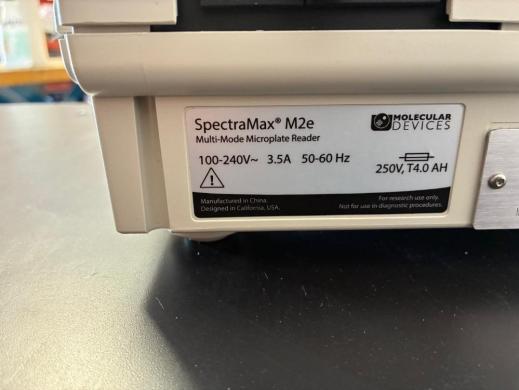 SpectraMax® M2e
Multi-Mode Microplate Reader
MOLECULAR
DEVICES
100-240V~ 3.5A 50-60 Hz
250V, T4.0 AH
Manufactured in China.
Designed in California, USA.
For research use only.
Not for use in diagnostic procedures.